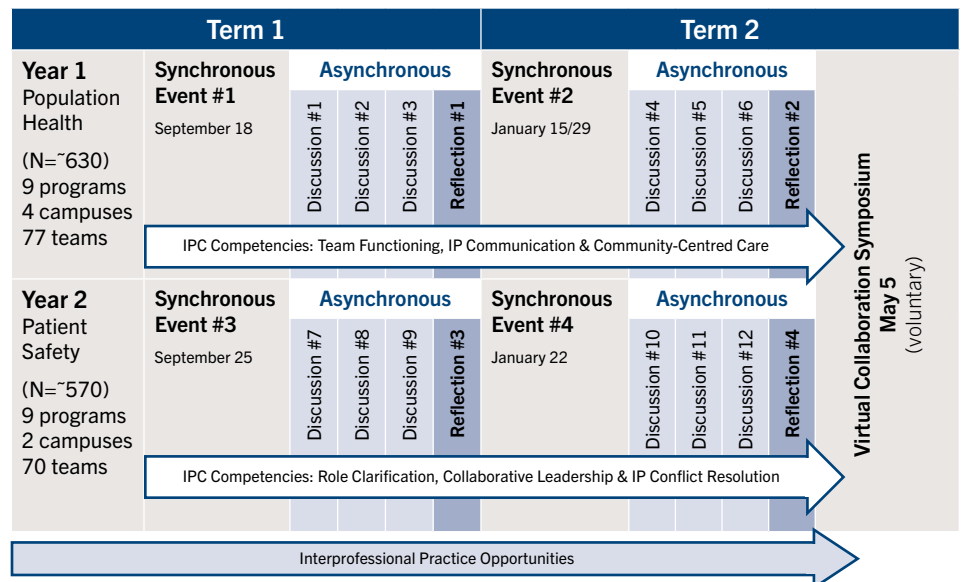 Term 1
Term 2
Year 1
Population
Health
(N=~630)
9 programs
4 campuses
77 teams
Synchronous
Event #1
September 18
Asynchronous
Discussion #1
Discussion #2
Discussion #3
Reflection #1
Synchronous
Event #2
January 15/29
Asynchronous
Discussion #4
Discussion #5
Discussion #6
Reflection #2
IPC Competencies: Team Functioning, IP Communication & Community-Centred Care
Year 2
Patient
Safety
(N=~570)
9 programs
2 campuses
70 teams
Synchronous
Event #3
September 25
Asynchronous
Discussion #7
Discussion #8
Discussion #9
Reflection #3
Synchronous
Event #4
January 22
Asynchronous
Discussion #10
Discussion #11
Discussion #12
Reflection #4
IPC Competencies: Role Clarification, Collaborative Leadership & IP Conflict Resolution
Virtual Collaboration Symposium
May 5
(voluntary)
Interprofessional Practice Opportunities